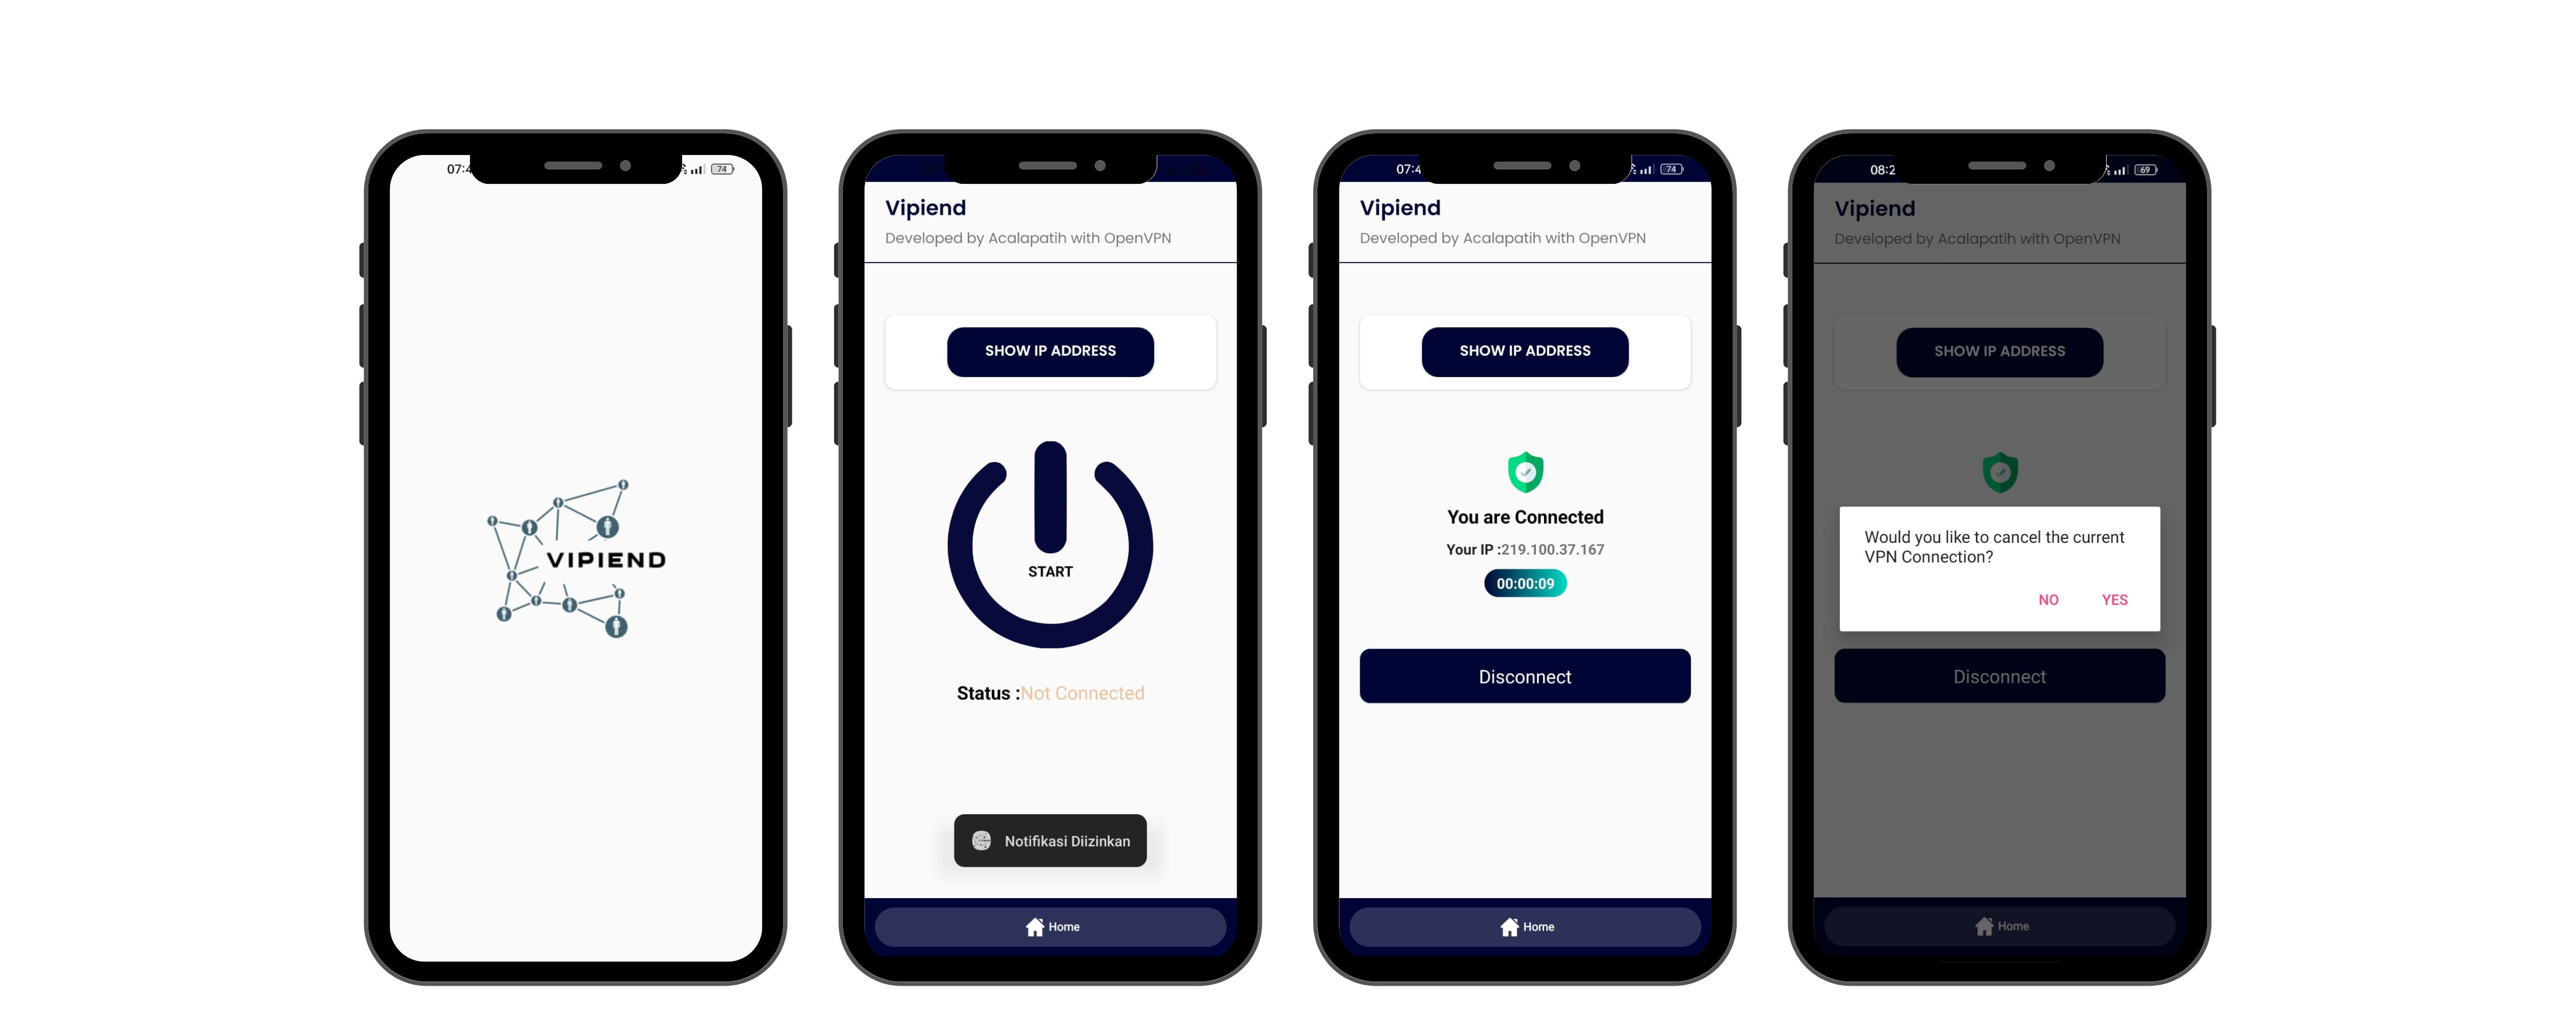 07:4
74
VIPIEND
Vipiend
Developed by Acalapatih with OpenVPN
SHOW IP ADDRESS
START
Status :Not Connected
Notifikasi Diizinkan
Home
07:4
74
Vipiend
Developed by Acalapatih with OpenVPN
SHOW IP ADDRESS
You are Connected
Your IP :219.100.37.167
00:00:09
Disconnect
Home
08:2
69
Vipiend
Developed by Acalapatih with OpenVPN
SHOW IP ADDRESS
Would you like to cancel the current
VPN Connection?
NO YES
Disconnect
Home